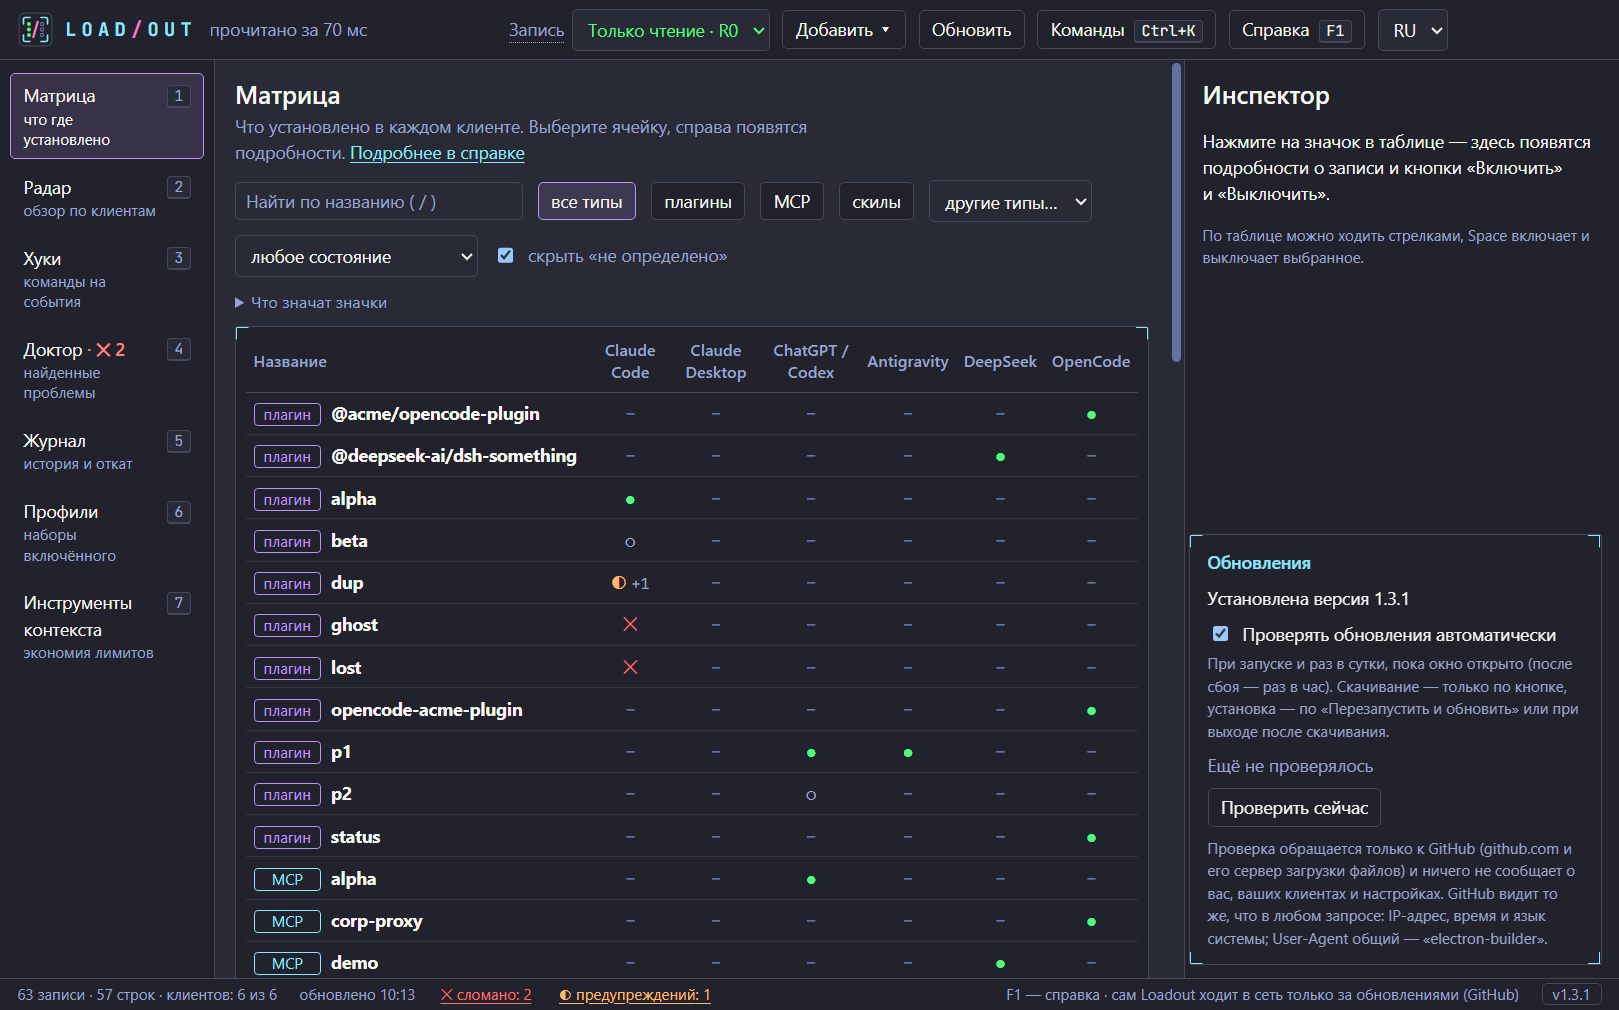 LOAD/OUT прочитано за 70 мс Запись Только чтение · R0 Добавить ▾ Обновить Команды Ctrl+K Справка F1 RU
Матрица 1
что где
установлено
Радар 2
обзор по клиентам
Хуки 3
команды на
события
Доктор · ✕ 2 4
найденные
проблемы
Журнал 5
история и откат
Профили 6
наборы
включённого
Инструменты 7
контекста
экономия лимитов
Матрица
Что установлено в каждом клиенте. Выберите ячейку, справа появятся
подробности. Подробнее в справке
Найти по названию ( / ) все типы плагины MCP скилы другие типы...
любое состояние скрыть «не определено»
▶ Что значат значки
Название Claude Code Claude Desktop ChatGPT / Codex Antigravity DeepSeek OpenCode
плагин @acme/opencode-plugin – – – – – ●
плагин @deepseek-ai/dsh-something – – – – ● –
плагин alpha ● – – – – –
плагин beta ○ – – – – –
плагин dup ◐ +1 – – – – –
плагин ghost ✕ – – – – –
плагин lost ✕ – – – – –
плагин opencode-acme-plugin – – – – – ●
плагин p1 – – ● ● – –
плагин p2 – – ○ – – –
плагин status – – – – – ●
MCP alpha – – ● – – –
MCP corp-proxy – – – – – ●
MCP demo – – – – ● –
Инспектор
Нажмите на значок в таблице — здесь появятся
подробности о записи и кнопки «Включить»
и «Выключить».
По таблице можно ходить стрелками, Space включает и
выключает выбранное.
Обновления
Установлена версия 1.3.1
Проверять обновления автоматически
При запуске и раз в сутки, пока окно открыто (после
сбоя — раз в час). Скачивание — только по кнопке,
установка — по «Перезапустить и обновить» или при
выходе после скачивания.
Ещё не проверялось
Проверить сейчас
Проверка обращается только к GitHub (github.com и
его сервер загрузки файлов) и ничего не сообщает о
вас, ваших клиентах и настройках. GitHub видит то
же, что в любом запросе: IP-адрес, время и язык
системы; User-Agent общий — «electron-builder».
63 записи · 57 строк · клиентов: 6 из 6 обновлено 10:13 ✕ сломано: 2 ◐ предупреждений: 1 F1 — справка · сам Loadout ходит в сеть только за обновлениями (GitHub) v1.3.1